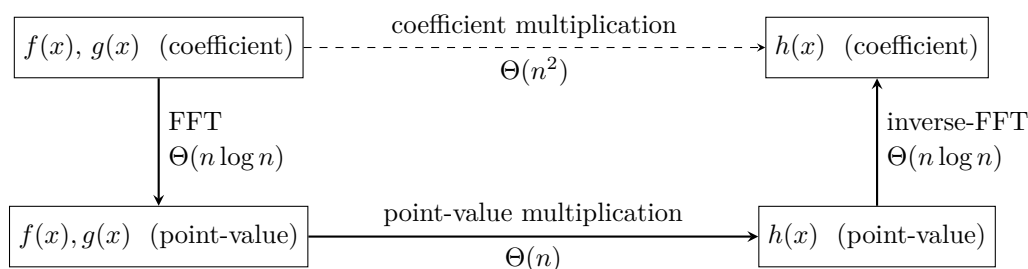 f(x), g(x) (coefficient)
coefficient multiplication
Θ(n²)
h(x) (coefficient)
FFT
Θ(n log n)
inverse-FFT
Θ(n log n)
f(x), g(x) (point-value)
point-value multiplication
Θ(n)
h(x) (point-value)